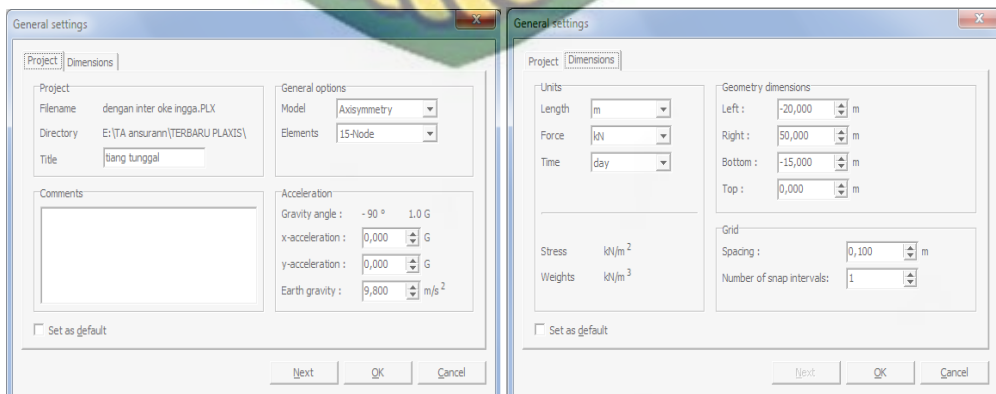 General settings
Project Dimensions
Project
Filename dengan inter oke ingga.PLX
Directory E:\TA ansurann\TERBARU PLAXIS\
Title tiang tunggal
General options
Model Axisymmetry
Elements 15-Node
Comments
Acceleration
Gravity angle : - 90 ° 1.0 G
x-acceleration : 0,000 G
y-acceleration : 0,000 G
Earth gravity : 9,800 m/s 2
Set as default
Next OK Cancel
General settings
Project Dimensions
Units
Length m
Force kN
Time day
Stress kN/m 2
Weights kN/m 3
Geometry dimensions
Left : -20,000 m
Right : 50,000 m
Bottom : -15,000 m
Top : 0,000 m
Grid
Spacing : 0,100 m
Number of snap intervals: 1
Set as default
Next OK Cancel